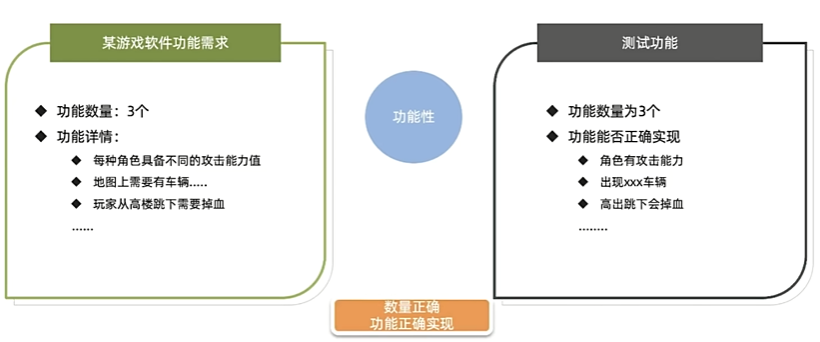 某游戏软件功能需求
◆ 功能数量：3个
◆ 功能详情：
◆ 每种角色具备不同的攻击能力值
◆ 地图上需要有车辆.....
◆ 玩家从高楼跳下需要掉血
......
功能性
数量正确
功能正确实现
测试功能
◆ 功能数量为3个
◆ 功能能否正确实现
◆ 角色有攻击能力
◆ 出现xxx车辆
◆ 高出跳下会掉血
........